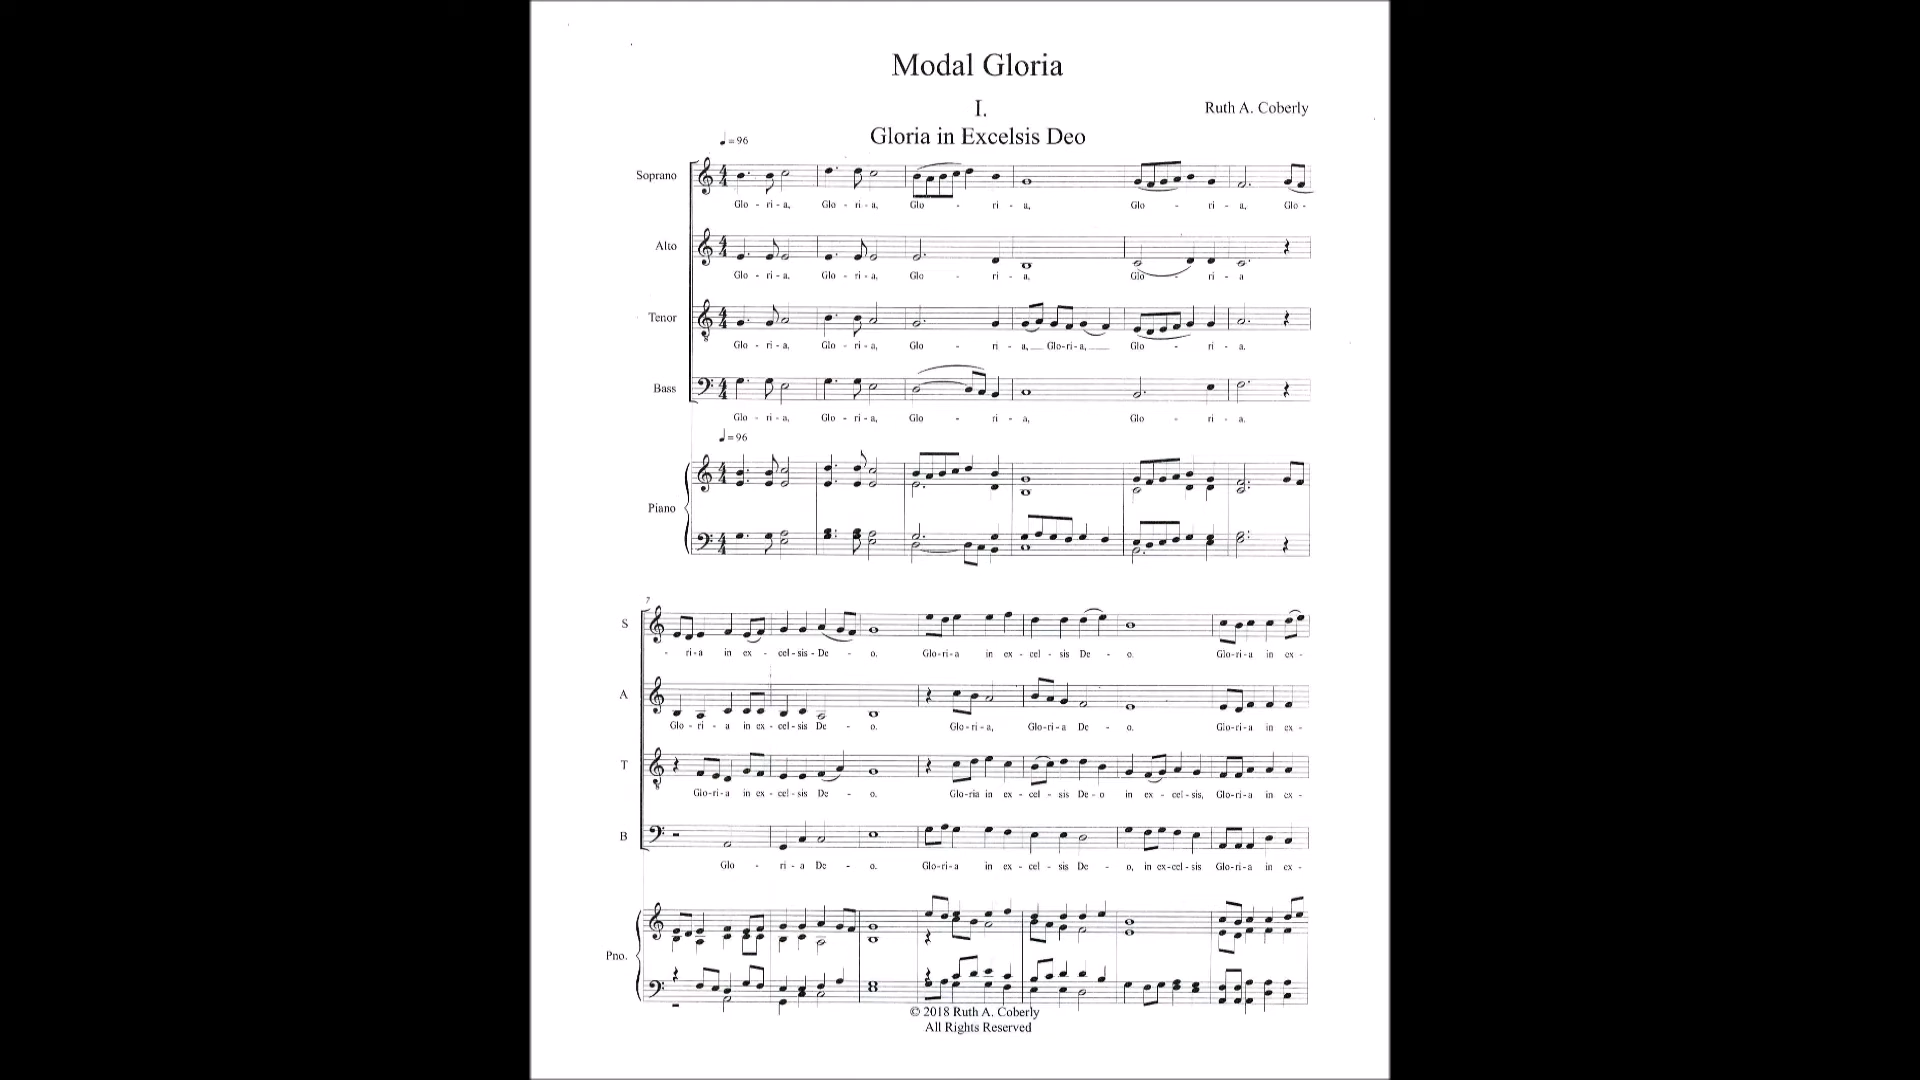 Modal Gloria
I.
Ruth A. Coberly
Gloria in Excelsis Deo
♩= 96
Soprano
Glo - ri - a, Glo - ri - a, Glo - ri - a, Glo - ri - a, Glo -
Alto
Glo - ri - a, Glo - ri - a, Glo - ri - a, Glo - ri - a
Tenor
Glo - ri - a, Glo - ri - a, Glo - ri - a, Glo-ri-a, Glo - ri - a.
Bass
Glo - ri - a, Glo - ri - a, Glo - ri - a, Glo - ri - a.
♩= 96
Piano
7
S
- ri-a in ex - cel-sis-De - o. Glo-ri-a in ex - cel - sis De - o. Glo-ri-a in ex -
A
Glo - ri - a in ex - cel-sis De - o. Glo-ri-a, Glo-ri-a De - o. Glo-ri-a in ex -
T
Glo-ri-a in ex - cel-sis De - o. Glo-ria in ex - cel - sis De-o in ex - cel-sis, Glo-ri-a in ex -
B
Glo - ri-a De - o. Glo-ri-a in ex - cel - sis De - o, in ex-cel-sis Glo-ri-a in ex -
Pno.
© 2018 Ruth A. Coberly
All Rights Reserved